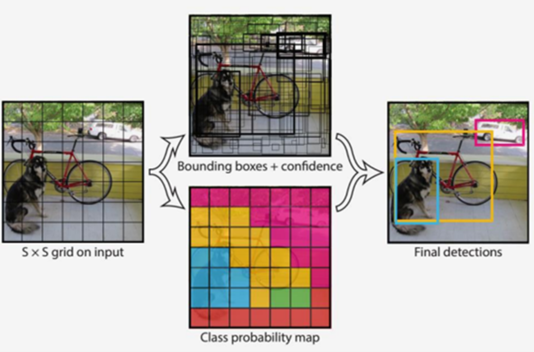 Bounding boxes + confidence
S × S grid on input
Final detections
Class probability map